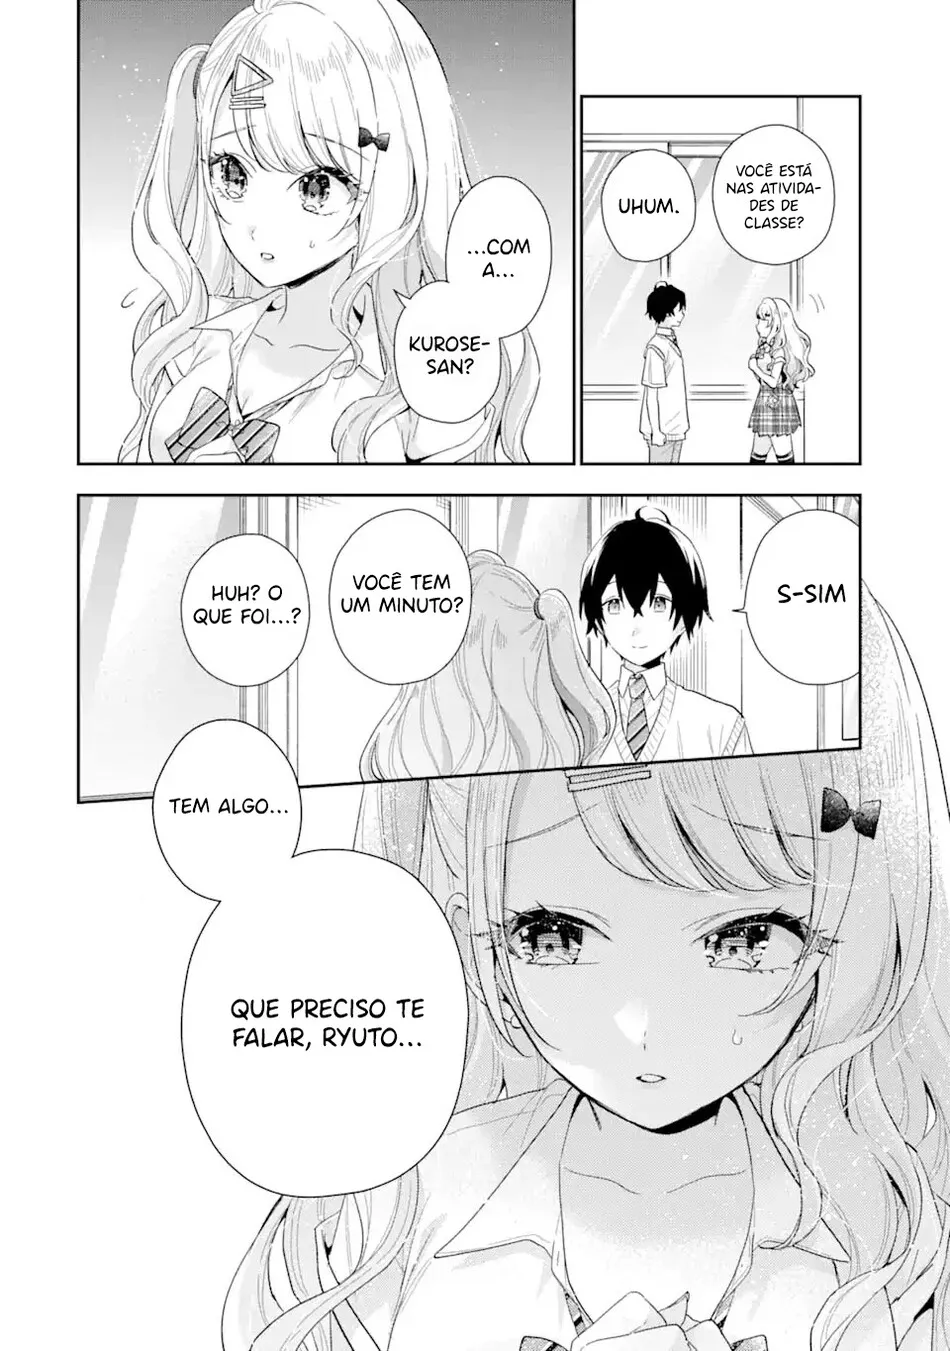 VOCÊ ESTÁ
NAS ATIVIDA-
DES DE
CLASSE?
UHUM.
...COM
A...
KUROSE-
SAN?
S-SIM
VOCÊ TEM
UM MINUTO?
HUH? O
QUE FOI...?
TEM ALGO...
QUE PRECISO TE
FALAR, RYUTO...